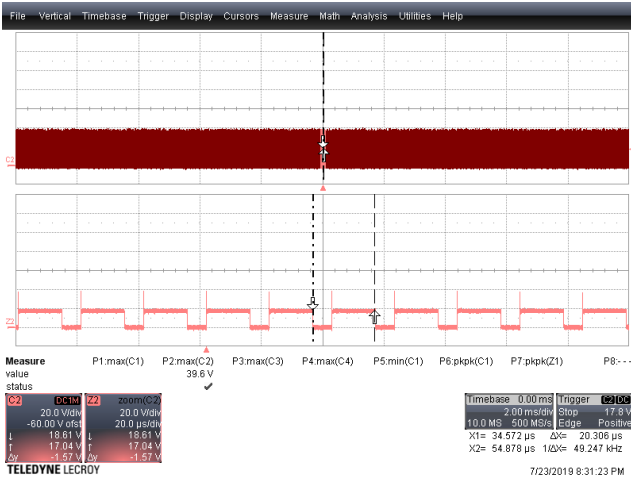 File Vertical Timebase Trigger Display Cursors Measure Math Analysis Utilities Help
C2
Z2
Measure P1:max(C1) P2:max(C2) P3:max(C3) P4:max(C4) P5:min(C1) P6:pkpk(C1) P7:pkpk(Z1) P8:- - -
value 39.6 V
status
C2 DC1M
20.0 V/div
-60.00 V ofst
↓ 18.61 V
↑ 17.04 V
Δy -1.57 V
Z2 zoom(C2)
20.0 V/div
20.0 µs/div
↓ 18.61 V
↑ 17.04 V
Δy -1.57 V
Timebase 0.00 ms
2.00 ms/div
10.0 MS 500 MS/s
Trigger C2 DC
Stop 17.8 V
Edge Positive
X1= 34.572 µs ΔX= 20.306 µs
X2= 54.878 µs 1/ΔX= 49.247 kHz
TELEDYNE LECROY
7/23/2019 8:31:23 PM